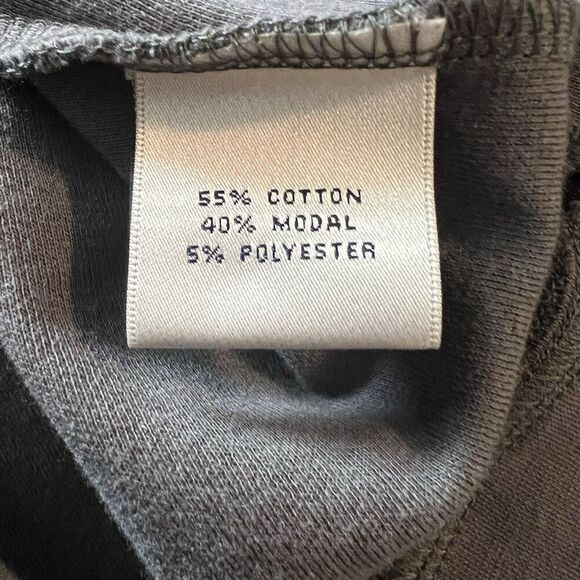 55% COTTON
40% MODAL
5% POLYESTER